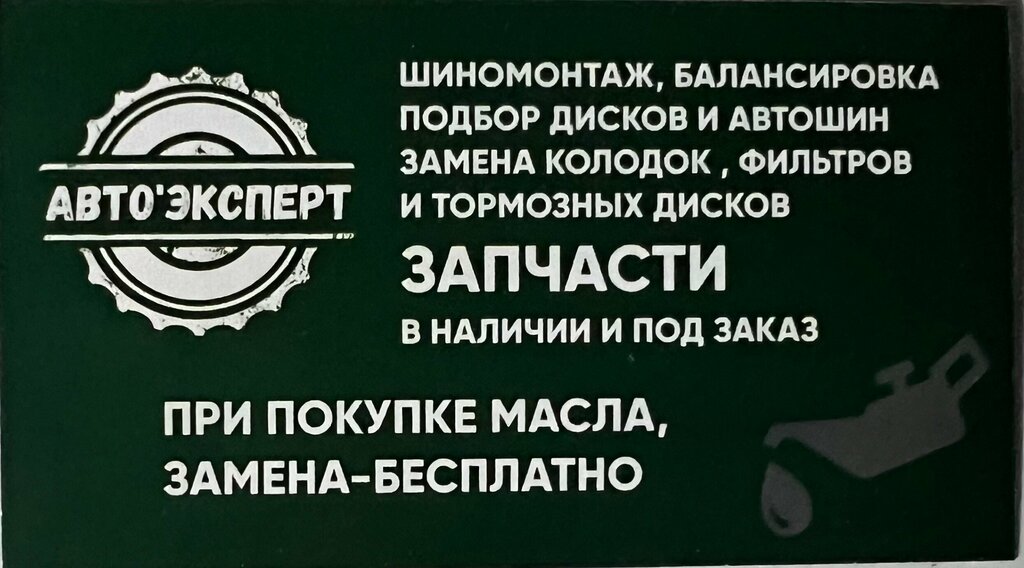 АВТО'ЭКСПЕРТ
ШИНОМОНТАЖ, БАЛАНСИРОВКА
ПОДБОР ДИСКОВ И АВТОШИН
ЗАМЕНА КОЛОДОК , ФИЛЬТРОВ
И ТОРМОЗНЫХ ДИСКОВ
ЗАПЧАСТИ
В НАЛИЧИИ И ПОД ЗАКАЗ
ПРИ ПОКУПКЕ МАСЛА,
ЗАМЕНА-БЕСПЛАТНО